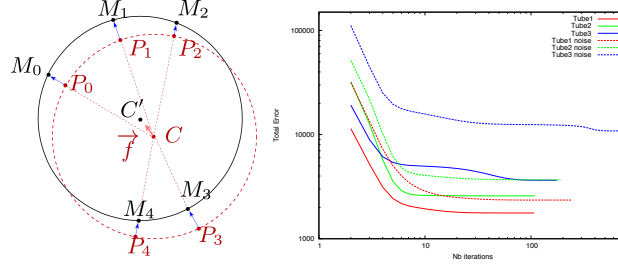 M0
M1
M2
P0
P1
P2
C′
C
f
M3
M4
P3
P4
Total Error
100000
10000
1000
1
10
100
Nb iterations
Tube1
Tube2
Tube3
Tube1 noise
Tube2 noise
Tube3 noise